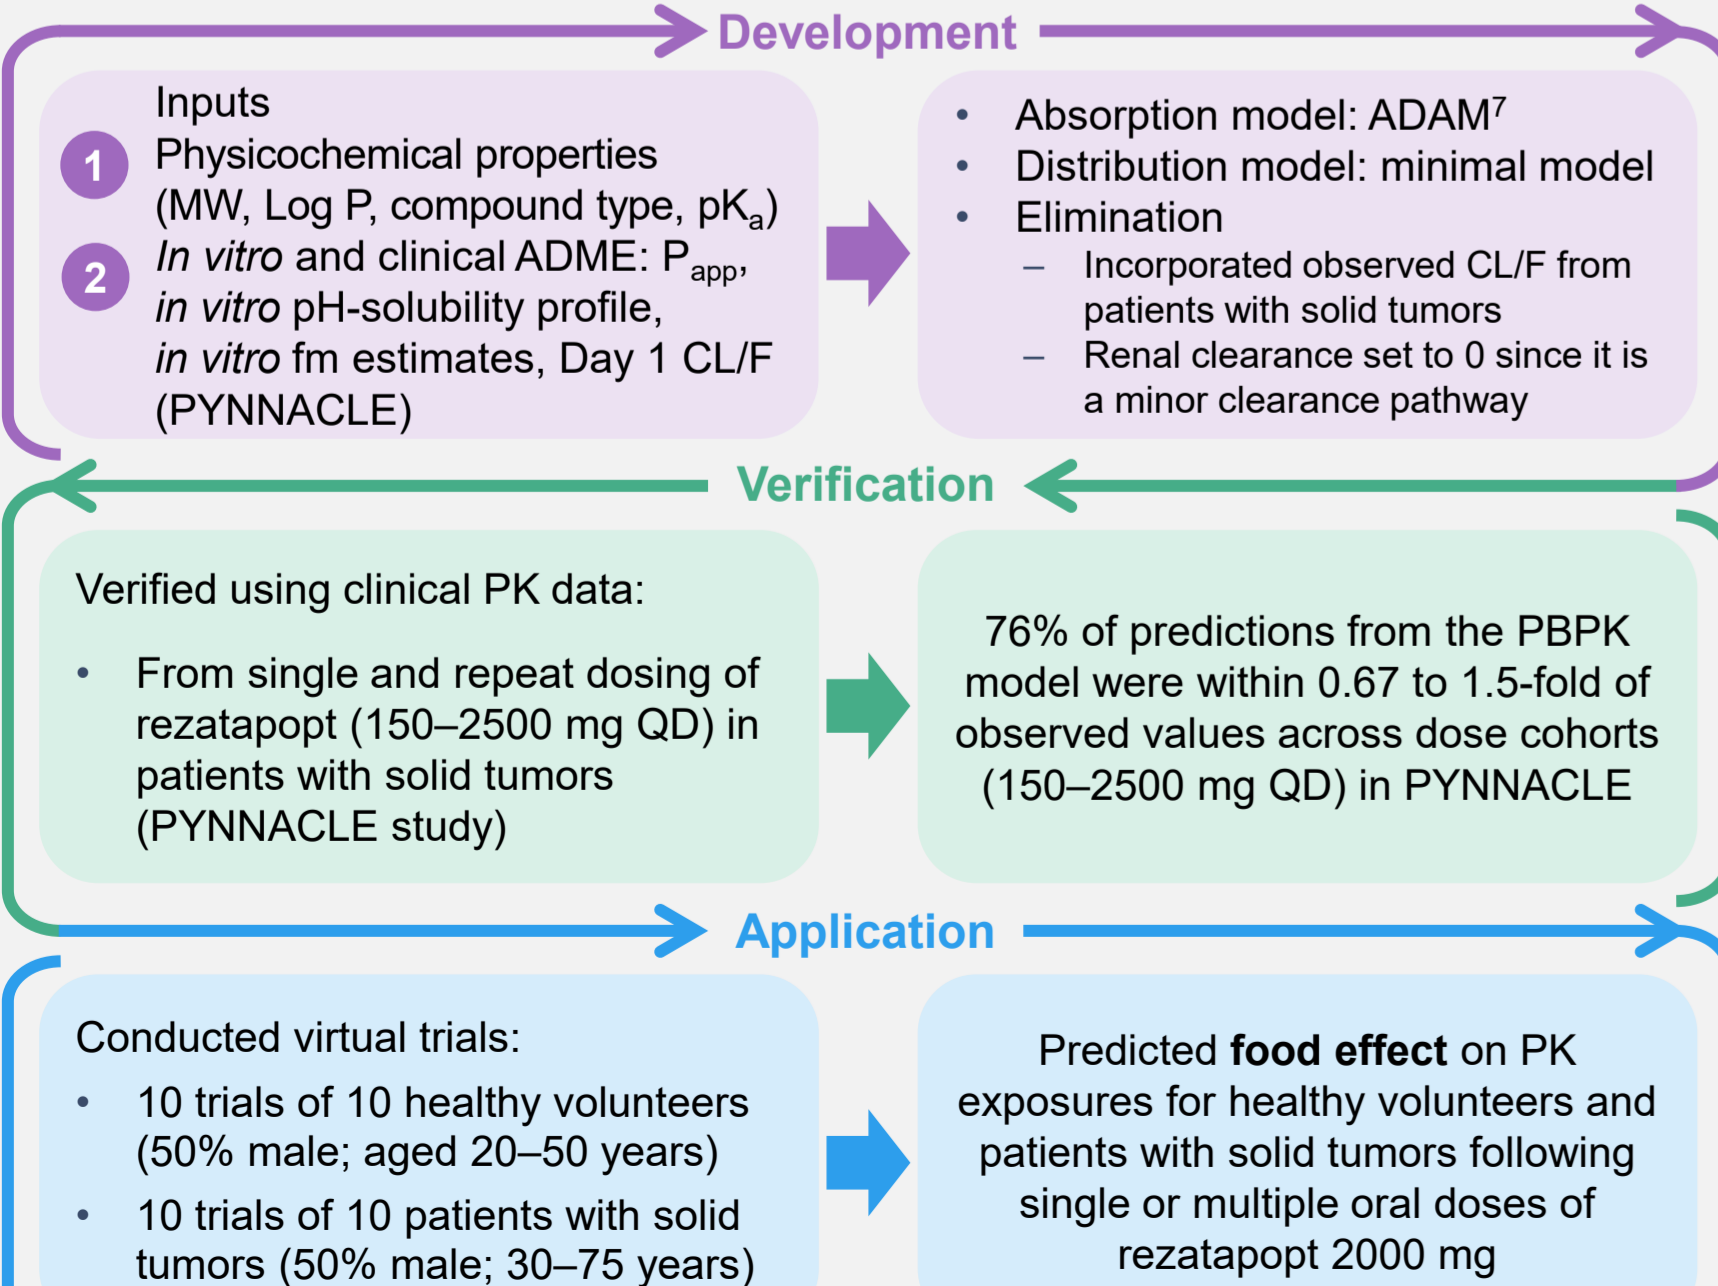 Development
Inputs
1
Physicochemical properties
(MW, Log P, compound type, pKa)
2
In vitro and clinical ADME: Papp,
in vitro pH-solubility profile,
in vitro fm estimates, Day 1 CL/F
(PYNNACLE)
• Absorption model: ADAM⁷
• Distribution model: minimal model
• Elimination
– Incorporated observed CL/F from
patients with solid tumors
– Renal clearance set to 0 since it is
a minor clearance pathway
Verification
Verified using clinical PK data:
• From single and repeat dosing of
rezatapopt (150–2500 mg QD) in
patients with solid tumors
(PYNNACLE study)
76% of predictions from the PBPK
model were within 0.67 to 1.5-fold of
observed values across dose cohorts
(150–2500 mg QD) in PYNNACLE
Application
Conducted virtual trials:
• 10 trials of 10 healthy volunteers
(50% male; aged 20–50 years)
• 10 trials of 10 patients with solid
tumors (50% male; 30–75 years)
Predicted food effect on PK
exposures for healthy volunteers and
patients with solid tumors following
single or multiple oral doses of
rezatapopt 2000 mg